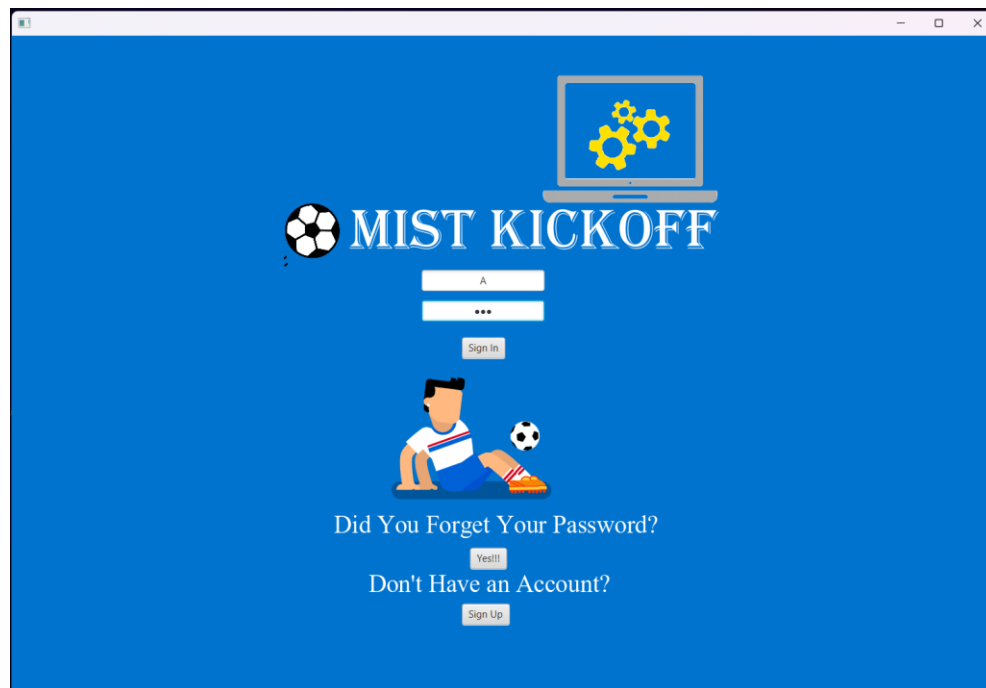 MIST KICKOFF
A
•••
Sign In
Did You Forget Your Password?
Yes!!!
Don't Have an Account?
Sign Up